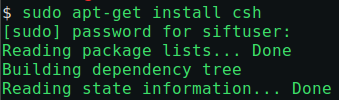 $ sudo apt-get install csh
[sudo] password for siftuser:
Reading package lists... Done
Building dependency tree
Reading state information... Done